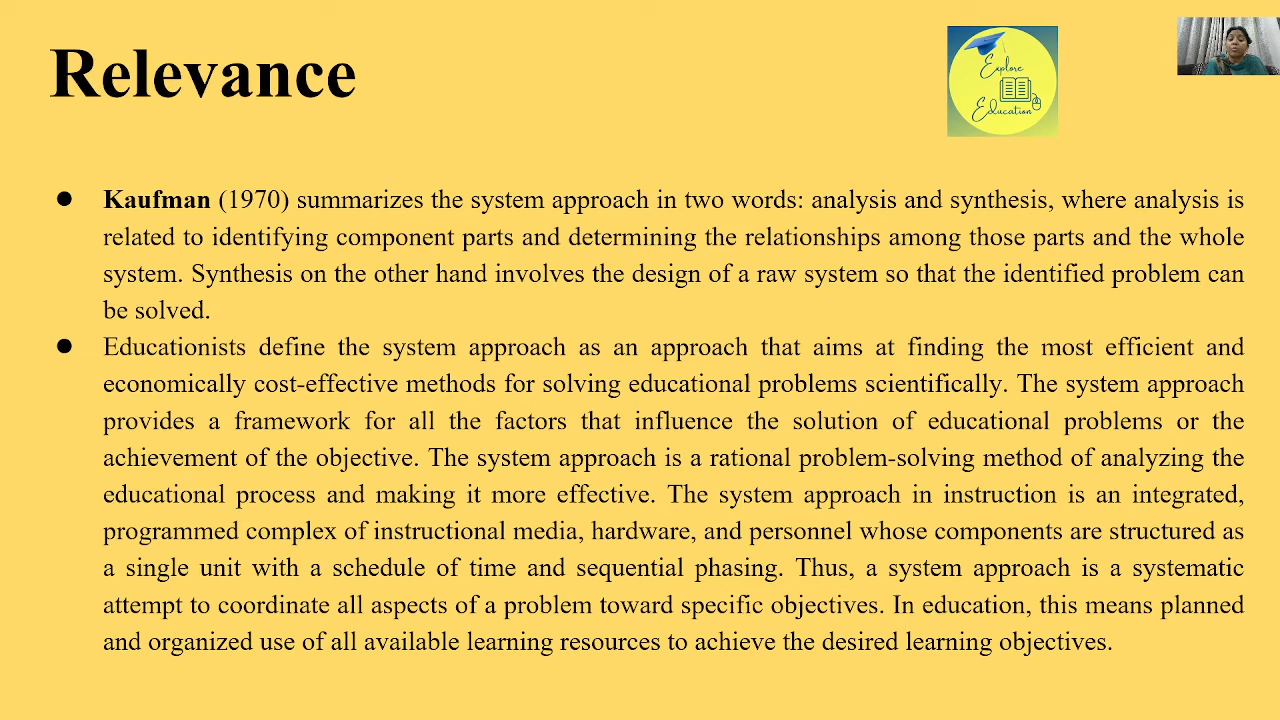 Relevance
Explore
Education
● Kaufman (1970) summarizes the system approach in two words: analysis and synthesis, where analysis is
related to identifying component parts and determining the relationships among those parts and the whole
system. Synthesis on the other hand involves the design of a raw system so that the identified problem can
be solved.
● Educationists define the system approach as an approach that aims at finding the most efficient and
economically cost-effective methods for solving educational problems scientifically. The system approach
provides a framework for all the factors that influence the solution of educational problems or the
achievement of the objective. The system approach is a rational problem-solving method of analyzing the
educational process and making it more effective. The system approach in instruction is an integrated,
programmed complex of instructional media, hardware, and personnel whose components are structured as
a single unit with a schedule of time and sequential phasing. Thus, a system approach is a systematic
attempt to coordinate all aspects of a problem toward specific objectives. In education, this means planned
and organized use of all available learning resources to achieve the desired learning objectives.